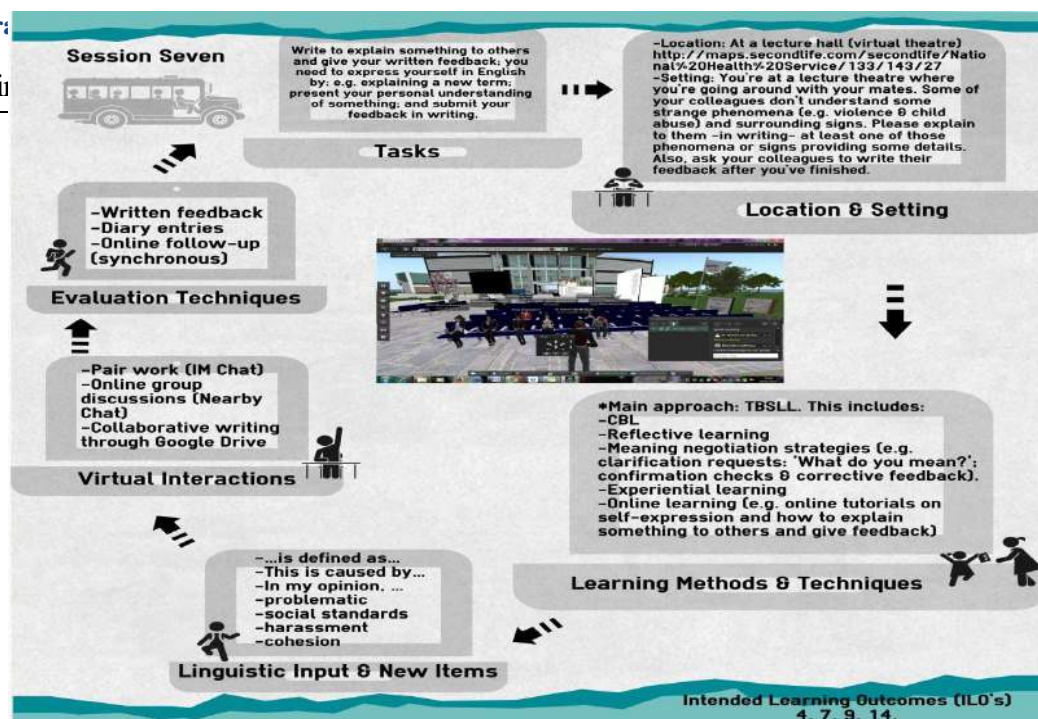 Session Seven
Write to explain something to others
and give your written feedback; you
need to express yourself in English
by: e.g. explaining a new term;
present your personal understanding
of something; and submit your
feedback in writing.
Tasks
-Location: At a lecture hall (virtual theatre)
http://maps.secondlife.com/secondlife/Natio
nal%20Health%20Service/133/143/27
-Setting: You're at a lecture theatre where
you're going around with your mates. Some of
your colleagues don't understand some
strange phenomena (e.g. violence & child
abuse) and surrounding signs. Please explain
to them -in writing- at least one of those
phenomena or signs providing some details.
Also, ask your colleagues to write their
feedback after you've finished.
Location & Setting
*Main approach: TBSLL. This includes:
-CBL
-Reflective learning
-Meaning negotiation strategies (e.g.
clarification requests: 'What do you mean?';
confirmation checks & corrective feedback).
-Experiential learning
-Online learning (e.g. online tutorials on
self-expression and how to explain
something to others and give feedback)
Learning Methods & Techniques
-...is defined as...
-This is caused by...
-In my opinion, ...
-problematic
-social standards
-harassment
-cohesion
Linguistic Input & New Items
-Pair work (IM Chat)
-Online group
discussions (Nearby
Chat)
-Collaborative writing
through Google Drive
Virtual Interactions
-Written feedback
-Diary entries
-Online follow-up
(synchronous)
Evaluation Techniques
Intended Learning Outcomes (ILO's)
4, 7, 9, 14.